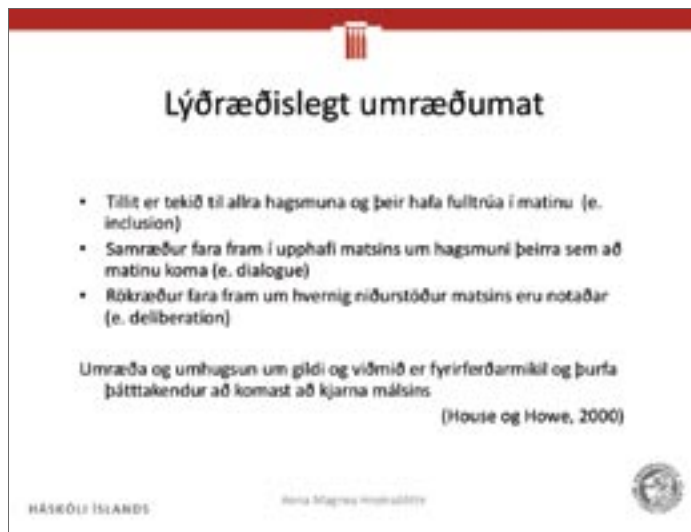 Lýðræðislegt umræðumat
• Tillit er tekið til allra hagsmuna og þeir hafa fulltrúa í matinu (e.
inclusion)
• Samræður fara fram í upphafi matsins um hagsmuni þeirra sem að
matinu koma (e. dialogue)
• Rökræður fara fram um hvernig niðurstöður matsins eru notaðar
(e. deliberation)
Umræða og umhugsun um gildi og viðmið er fyrirferðarmikil og þurfa
þátttakendur að komast að kjarna málsins
(House og Howe, 2000)
HÁSKÓLI ÍSLANDS
Anna Magnea